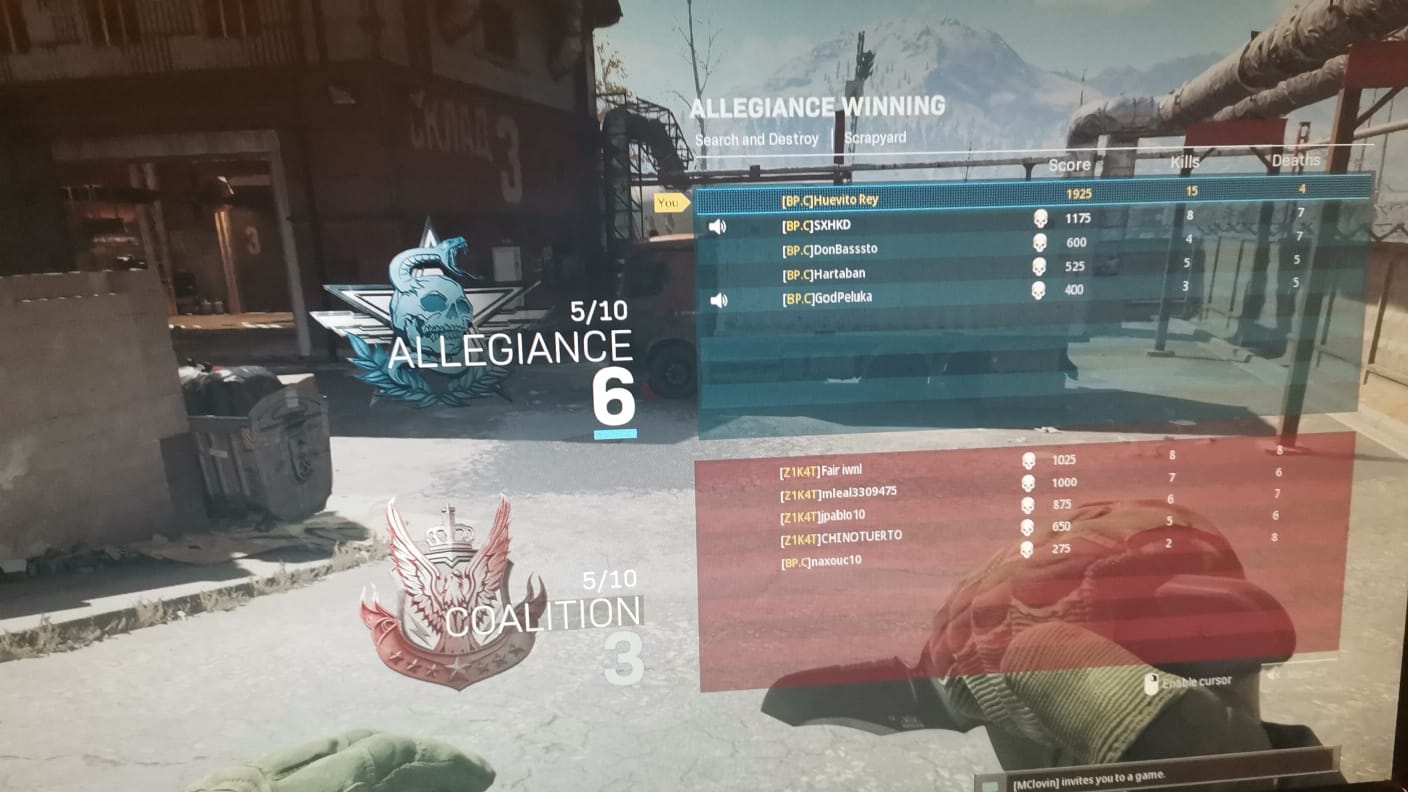 СКЛАД 3
3
ALLEGIANCE WINNING
Search and Destroy | Scrapyard
Score Kills Deaths
You [BP.C]Huevito Rey 1925 15 4
[BP.C]SXHKD 1175 8 7
[BP.C]DonBasssto 600 4 7
[BP.C]Hartaban 525 5 5
[BP.C]GodPeluka 400 3 5
5/10
ALLEGIANCE
6
[Z1K4T]Fair iwnl 1025 8 8
[Z1K4T]mleal3309475 1000 7 6
[Z1K4T]jpablo10 875 6 7
[Z1K4T]CHINOTUERTO 650 5 6
[BP.C]naxouc10 275 2 8
5/10
COALITION
3
Enable cursor
[MClovin] invites you to a game.